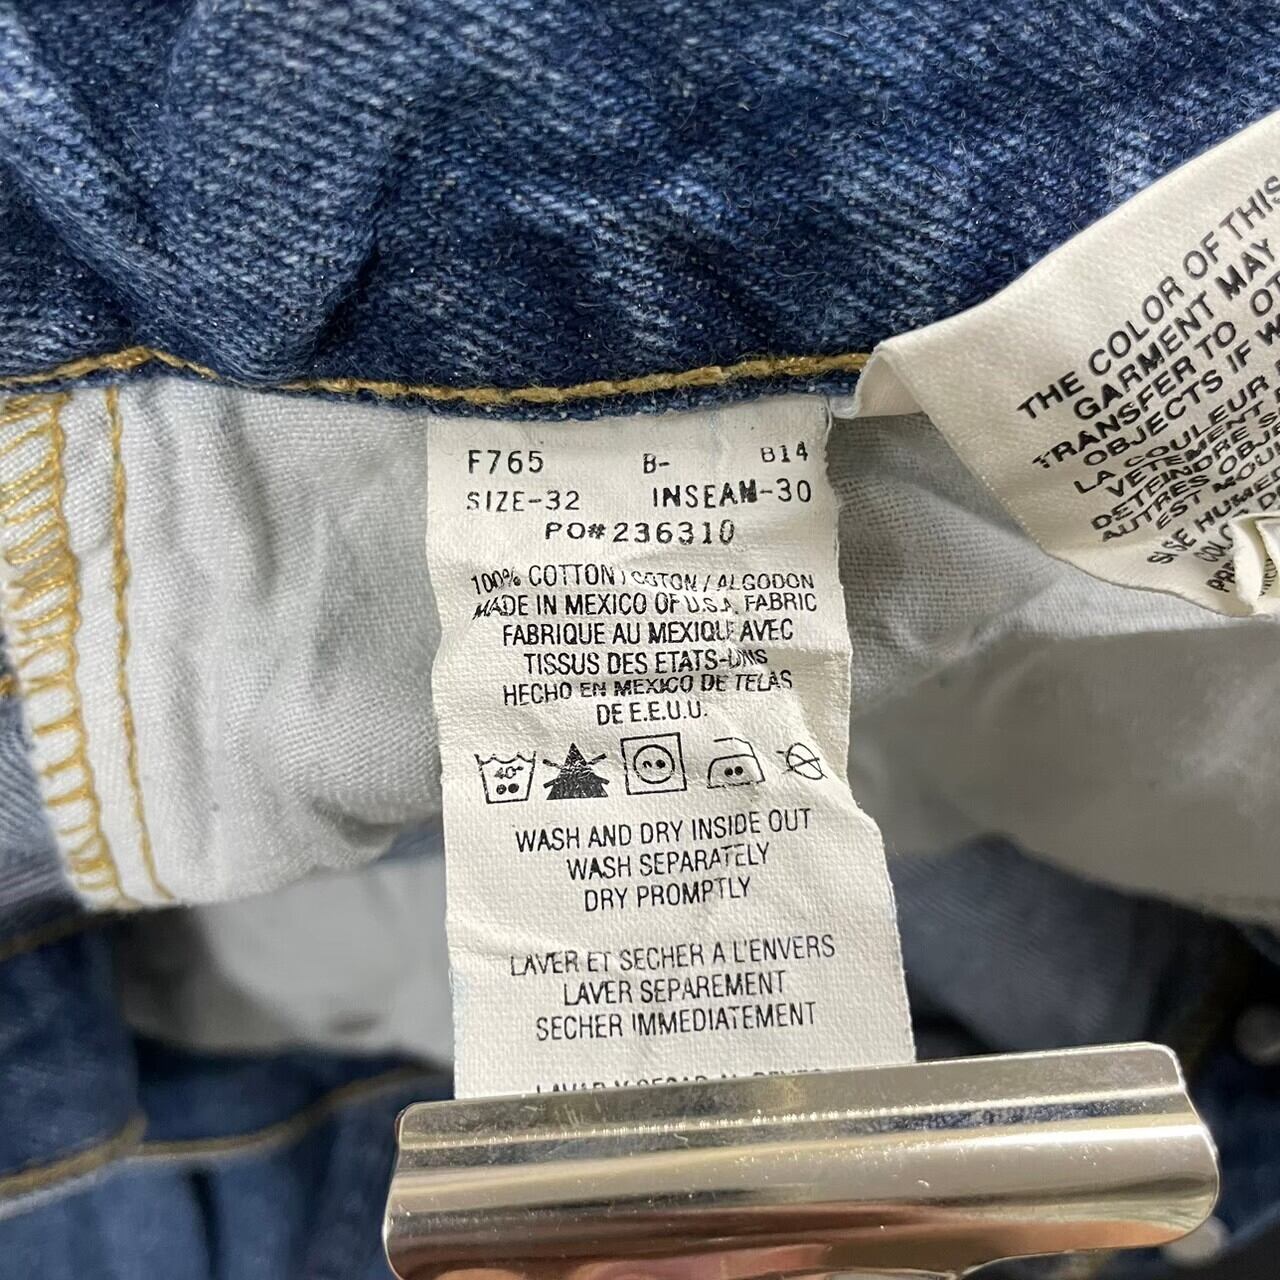 F765 B- B14
SIZE-32 INSEAM-30
PO# 236310
100% COTTON / COTON / ALGODON
MADE IN MEXICO OF U.S.A. FABRIC
FABRIQUE AU MEXIQUE AVEC
TISSUS DES ETATS-UNIS
HECHO EN MEXICO DE TELAS
DE E.E.U.U.
40°
WASH AND DRY INSIDE OUT
WASH SEPARATELY
DRY PROMPTLY
LAVER ET SECHER A L'ENVERS
LAVER SEPAREMENT
SECHER IMMEDIATEMENT
THE COLOR OF THIS
GARMENT MAY
TRANSFER TO
OBJECTS IF
LA COULEUR
VETEMENT
DETEINDRE
AUTRES
EST
SI SE